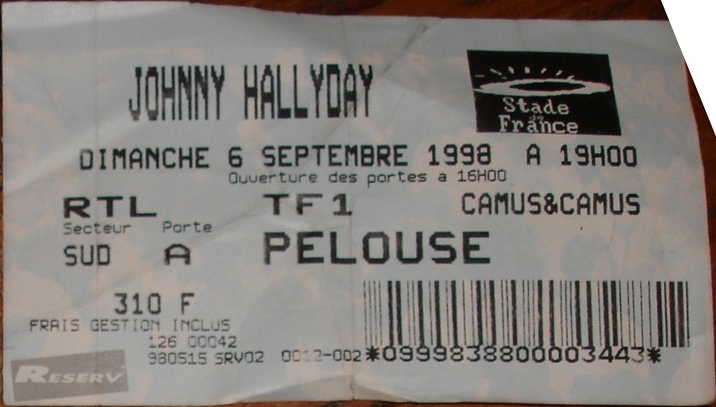 JOHNNY HALLYDAY
Stade
de
France
DIMANCHE 6 SEPTEMBRE 1998 A 19H00
Ouverture des portes a 16H00
RTL TF1 CAMUS&CAMUS
Secteur Porte
SUD A PELOUSE
310 F
FRAIS GESTION INCLUS
126 00042
980515 SRV02 0012-002 *0999838800003443*
RESERV